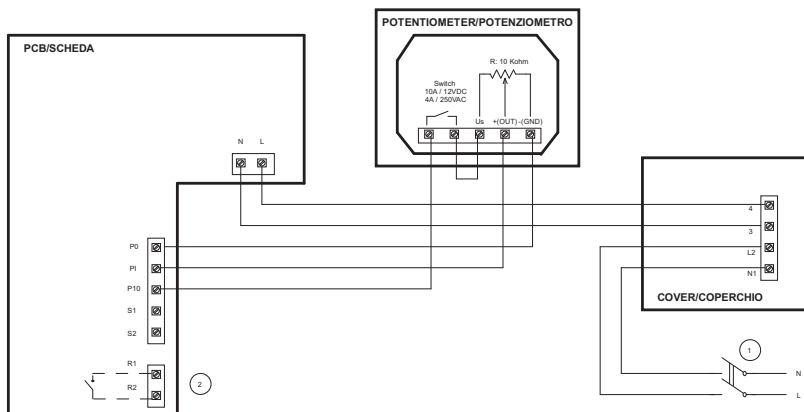 POTENTIOMETER/POTENZIOMETRO
PCB/SCHEDA
R: 10 Kohm
Switch
10A / 12VDC
4A / 250VAC
Us +(OUT) -(GND)
N L
4
3
L2
N1
COVER/COPERCHIO
P0
PI
P10
S1
S2
R1
R2
2
1
N
L